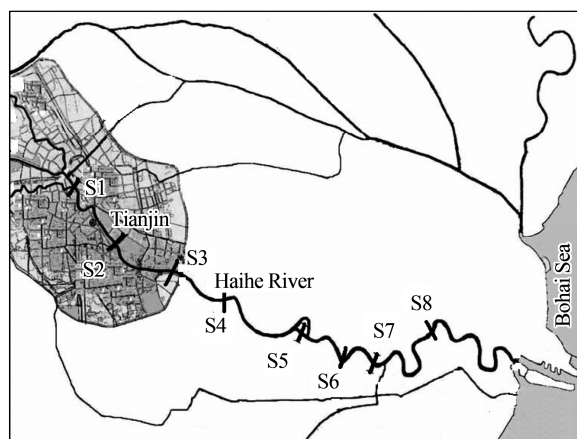 S1
Tianjin
S2
S3
Haihe River
S4
S5
S6
S7
S8
Bohai Sea